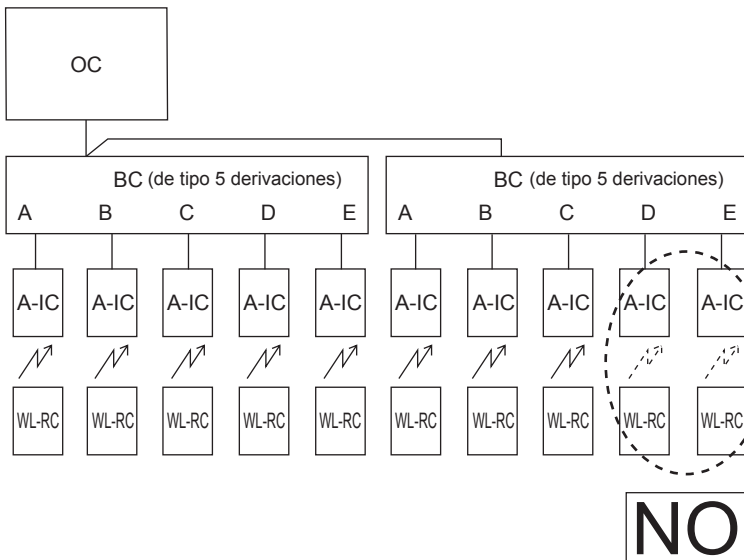 OC
BC (de tipo 5 derivaciones) BC (de tipo 5 derivaciones)
A B C D E A B C D E
A-IC A-IC A-IC A-IC A-IC A-IC A-IC A-IC A-IC A-IC
WL-RC WL-RC WL-RC WL-RC WL-RC WL-RC WL-RC WL-RC WL-RC WL-RC
NO